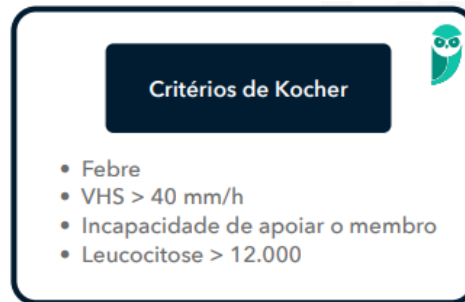 Critérios de Kocher
• Febre
• VHS > 40 mm/h
• Incapacidade de apoiar o membro
• Leucocitose > 12.000